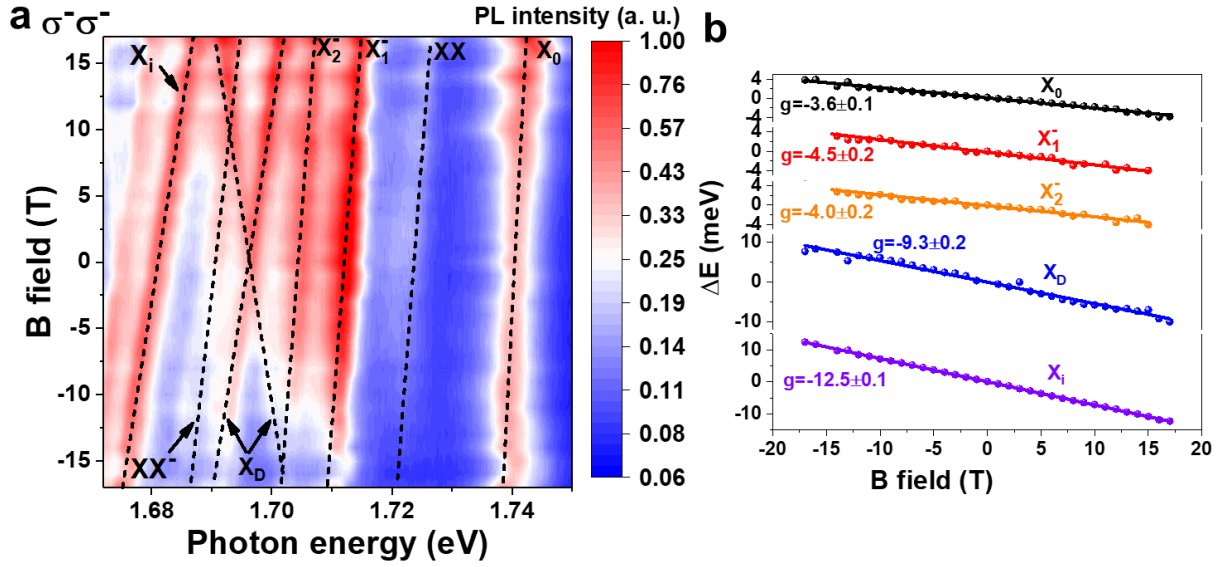 a σ⁻σ⁻
PL intensity (a. u.)
b
Xᵢ
X₂⁻
X₁⁻
XX
X₀
XX⁻
X_D
B field (T)
15
10
5
0
-5
-10
-15
1.68
1.70
1.72
1.74
Photon energy (eV)
1.00
0.76
0.57
0.43
0.33
0.25
0.19
0.14
0.11
0.08
0.06
ΔE (meV)
4
0
-4
X₀
g=-3.6±0.1
4
0
-4
X₁⁻
g=-4.5±0.2
4
0
-4
X₂⁻
g=-4.0±0.2
10
0
-10
g=-9.3±0.2
X_D
10
0
-10
Xᵢ
g=-12.5±0.1
-20
-15
-10
-5
0
5
10
15
20
B field (T)